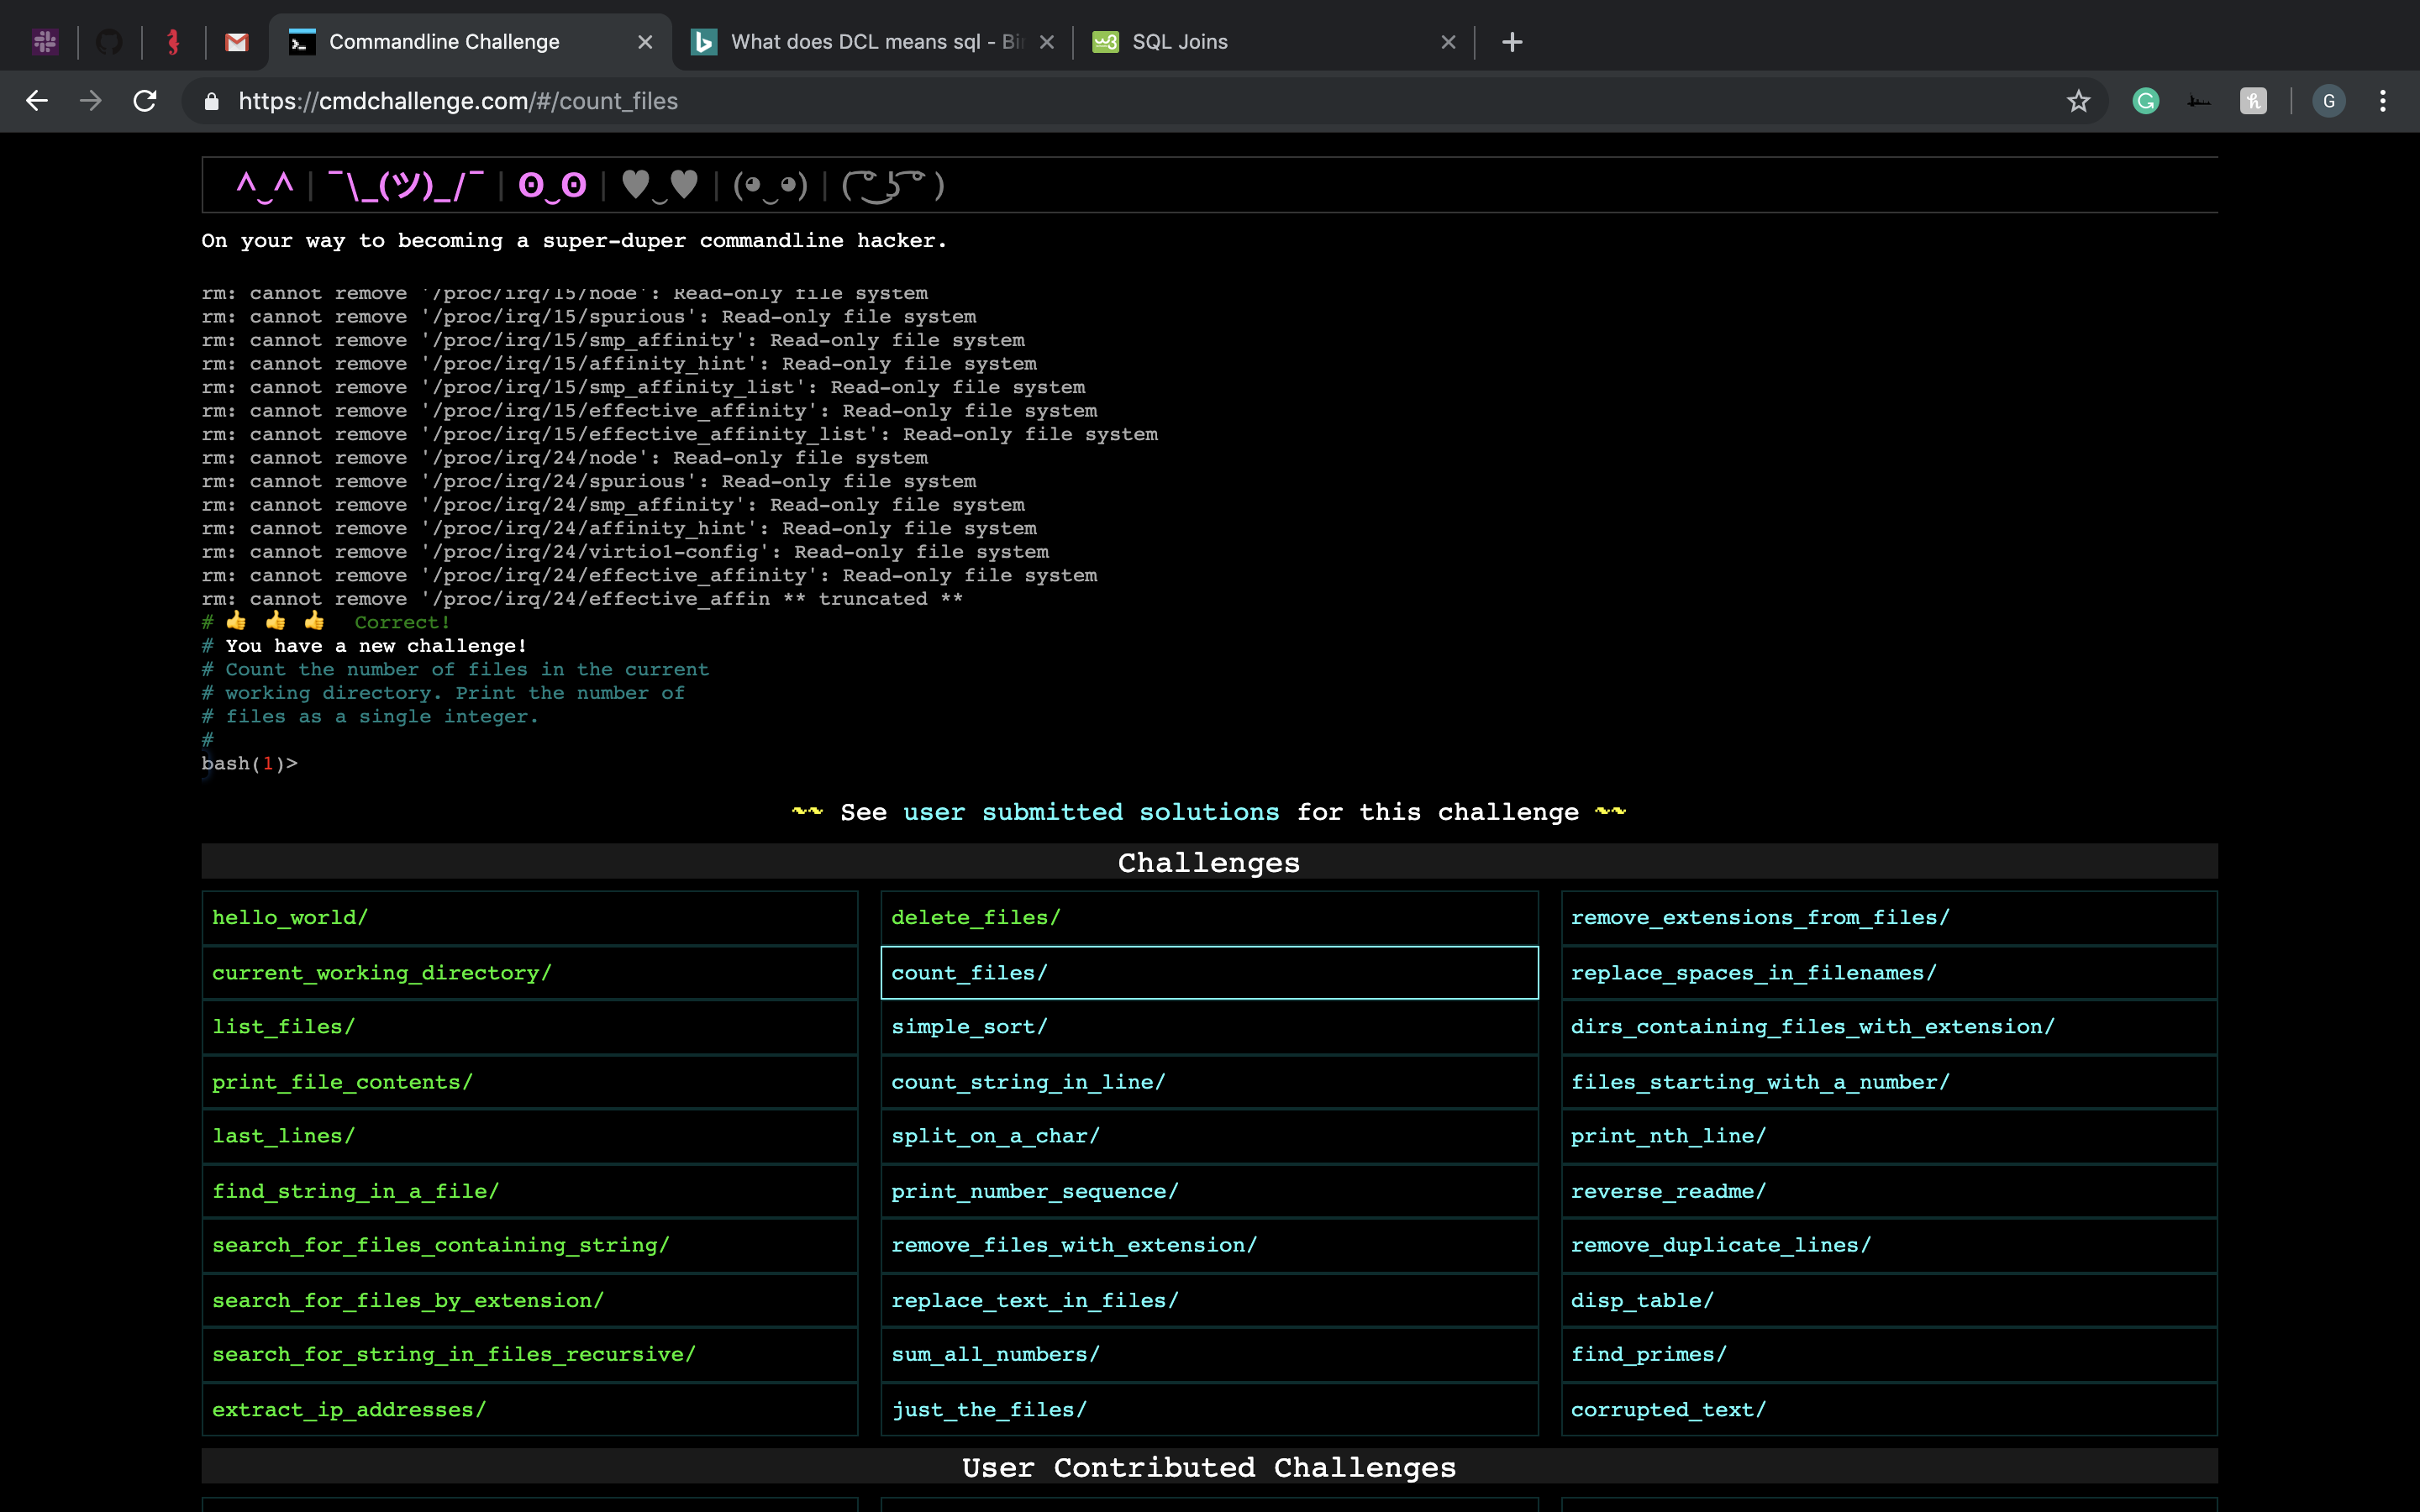 Commandline Challenge
What does DCL means sql - Bi
SQL Joins
https://cmdchallenge.com/#/count_files
G
^‿^ | ¯\_(ツ)_/¯ | ʘ‿ʘ | ♥‿♥ | (◕‿◕) | ( ͡° ͜ʖ ͡° )
On your way to becoming a super-duper commandline hacker.
rm: cannot remove '/proc/irq/15/node': Read-only file system
rm: cannot remove '/proc/irq/15/spurious': Read-only file system
rm: cannot remove '/proc/irq/15/smp_affinity': Read-only file system
rm: cannot remove '/proc/irq/15/affinity_hint': Read-only file system
rm: cannot remove '/proc/irq/15/smp_affinity_list': Read-only file system
rm: cannot remove '/proc/irq/15/effective_affinity': Read-only file system
rm: cannot remove '/proc/irq/15/effective_affinity_list': Read-only file system
rm: cannot remove '/proc/irq/24/node': Read-only file system
rm: cannot remove '/proc/irq/24/spurious': Read-only file system
rm: cannot remove '/proc/irq/24/smp_affinity': Read-only file system
rm: cannot remove '/proc/irq/24/affinity_hint': Read-only file system
rm: cannot remove '/proc/irq/24/virtio1-config': Read-only file system
rm: cannot remove '/proc/irq/24/effective_affinity': Read-only file system
rm: cannot remove '/proc/irq/24/effective_affin ** truncated **
# 👍 👍 👍 Correct!
# You have a new challenge!
# Count the number of files in the current
# working directory. Print the number of
# files as a single integer.
#
bash(1)>
~~ See user submitted solutions for this challenge ~~
Challenges
hello_world/
current_working_directory/
list_files/
print_file_contents/
last_lines/
find_string_in_a_file/
search_for_files_containing_string/
search_for_files_by_extension/
search_for_string_in_files_recursive/
extract_ip_addresses/
delete_files/
count_files/
simple_sort/
count_string_in_line/
split_on_a_char/
print_number_sequence/
remove_files_with_extension/
replace_text_in_files/
sum_all_numbers/
just_the_files/
remove_extensions_from_files/
replace_spaces_in_filenames/
dirs_containing_files_with_extension/
files_starting_with_a_number/
print_nth_line/
reverse_readme/
remove_duplicate_lines/
disp_table/
find_primes/
corrupted_text/
User Contributed Challenges